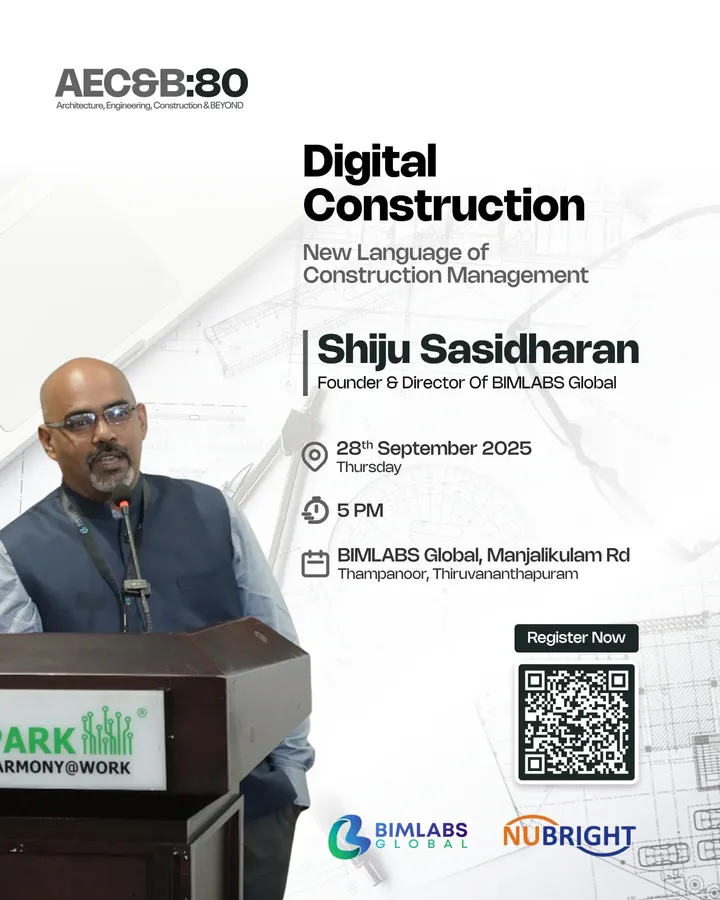 AEC&B:80
Architecture, Engineering, Construction & BEYOND
Digital
Construction
New Language of
Construction Management
Shiju Sasidharan
Founder & Director Of BIMLABS Global
28th September 2025
Thursday
5 PM
BIMLABS Global, Manjalikulam Rd
Thampanoor, Thiruvananthapuram
Register Now
PARK ®
ARMONY@WORK
BIMLABS
GLOBAL
NUBRIGHT